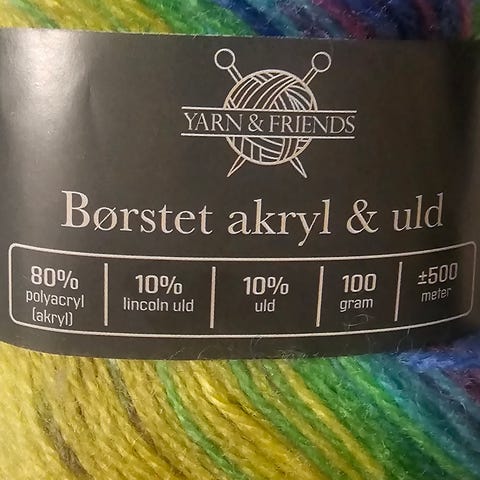 YARN & FRIENDS
Børstet akryl & uld
80% 10% 10% 100 ±500
polyacryl lincoln uld uld gram meter
(akryl)